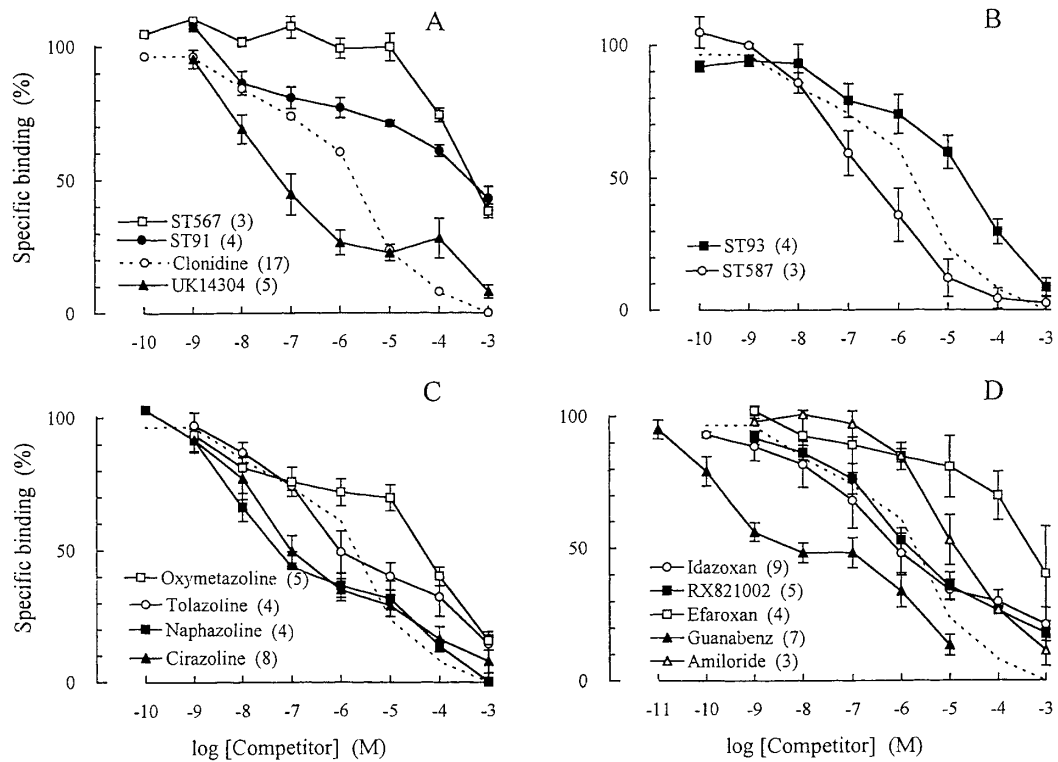 A
B
Specific binding (%)
100
50
0
ST567 (3)
ST91 (4)
Clonidine (17)
UK14304 (5)
-10 -9 -8 -7 -6 -5 -4 -3
100
50
0
ST93 (4)
ST587 (3)
-10 -9 -8 -7 -6 -5 -4 -3
C
D
Specific binding (%)
100
50
0
Oxymetazoline (5)
Tolazoline (4)
Naphazoline (4)
Cirazoline (8)
-10 -9 -8 -7 -6 -5 -4 -3
log [Competitor] (M)
100
50
0
Idazoxan (9)
RX821002 (5)
Efaroxan (4)
Guanabenz (7)
Amiloride (3)
-11 -10 -9 -8 -7 -6 -5 -4 -3
log [Competitor] (M)